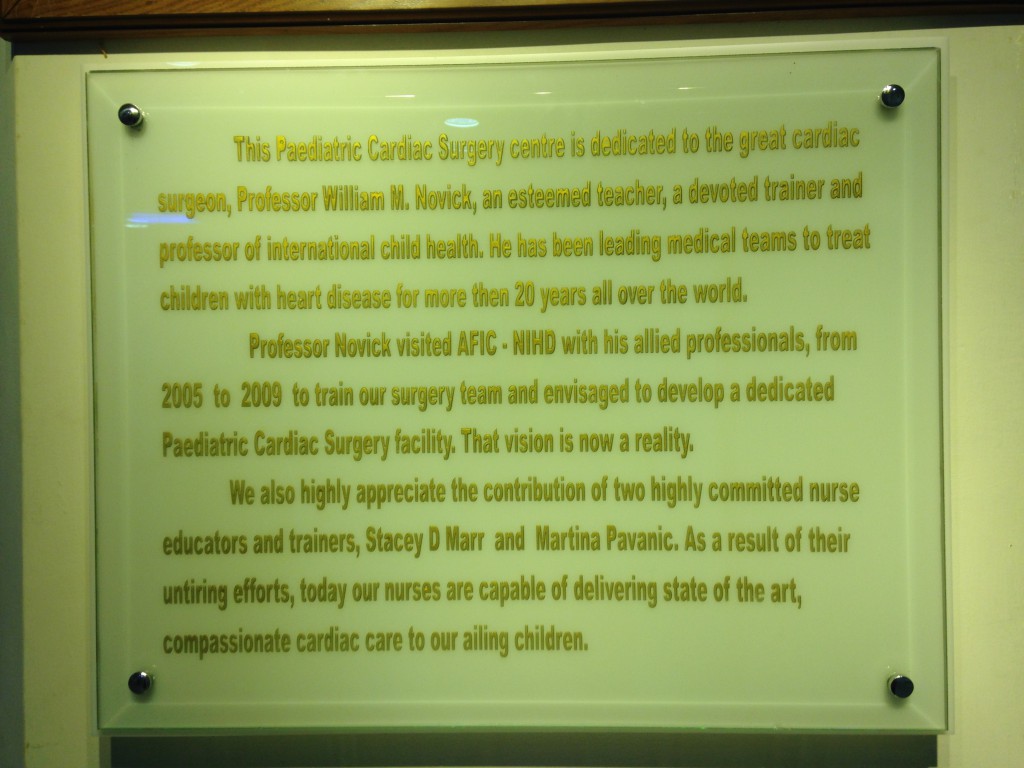 This Paediatric Cardiac Surgery centre is dedicated to the great cardiac
surgeon, Professor William M. Novick, an esteemed teacher, a devoted trainer and
professor of international child health. He has been leading medical teams to treat
children with heart disease for more then 20 years all over the world.
Professor Novick visited AFIC - NIHD with his allied professionals, from
2005 to 2009 to train our surgery team and envisaged to develop a dedicated
Paediatric Cardiac Surgery facility. That vision is now a reality.
We also highly appreciate the contribution of two highly committed nurse
educators and trainers, Stacey D Marr and Martina Pavanic. As a result of their
untiring efforts, today our nurses are capable of delivering state of the art,
compassionate cardiac care to our ailing children.